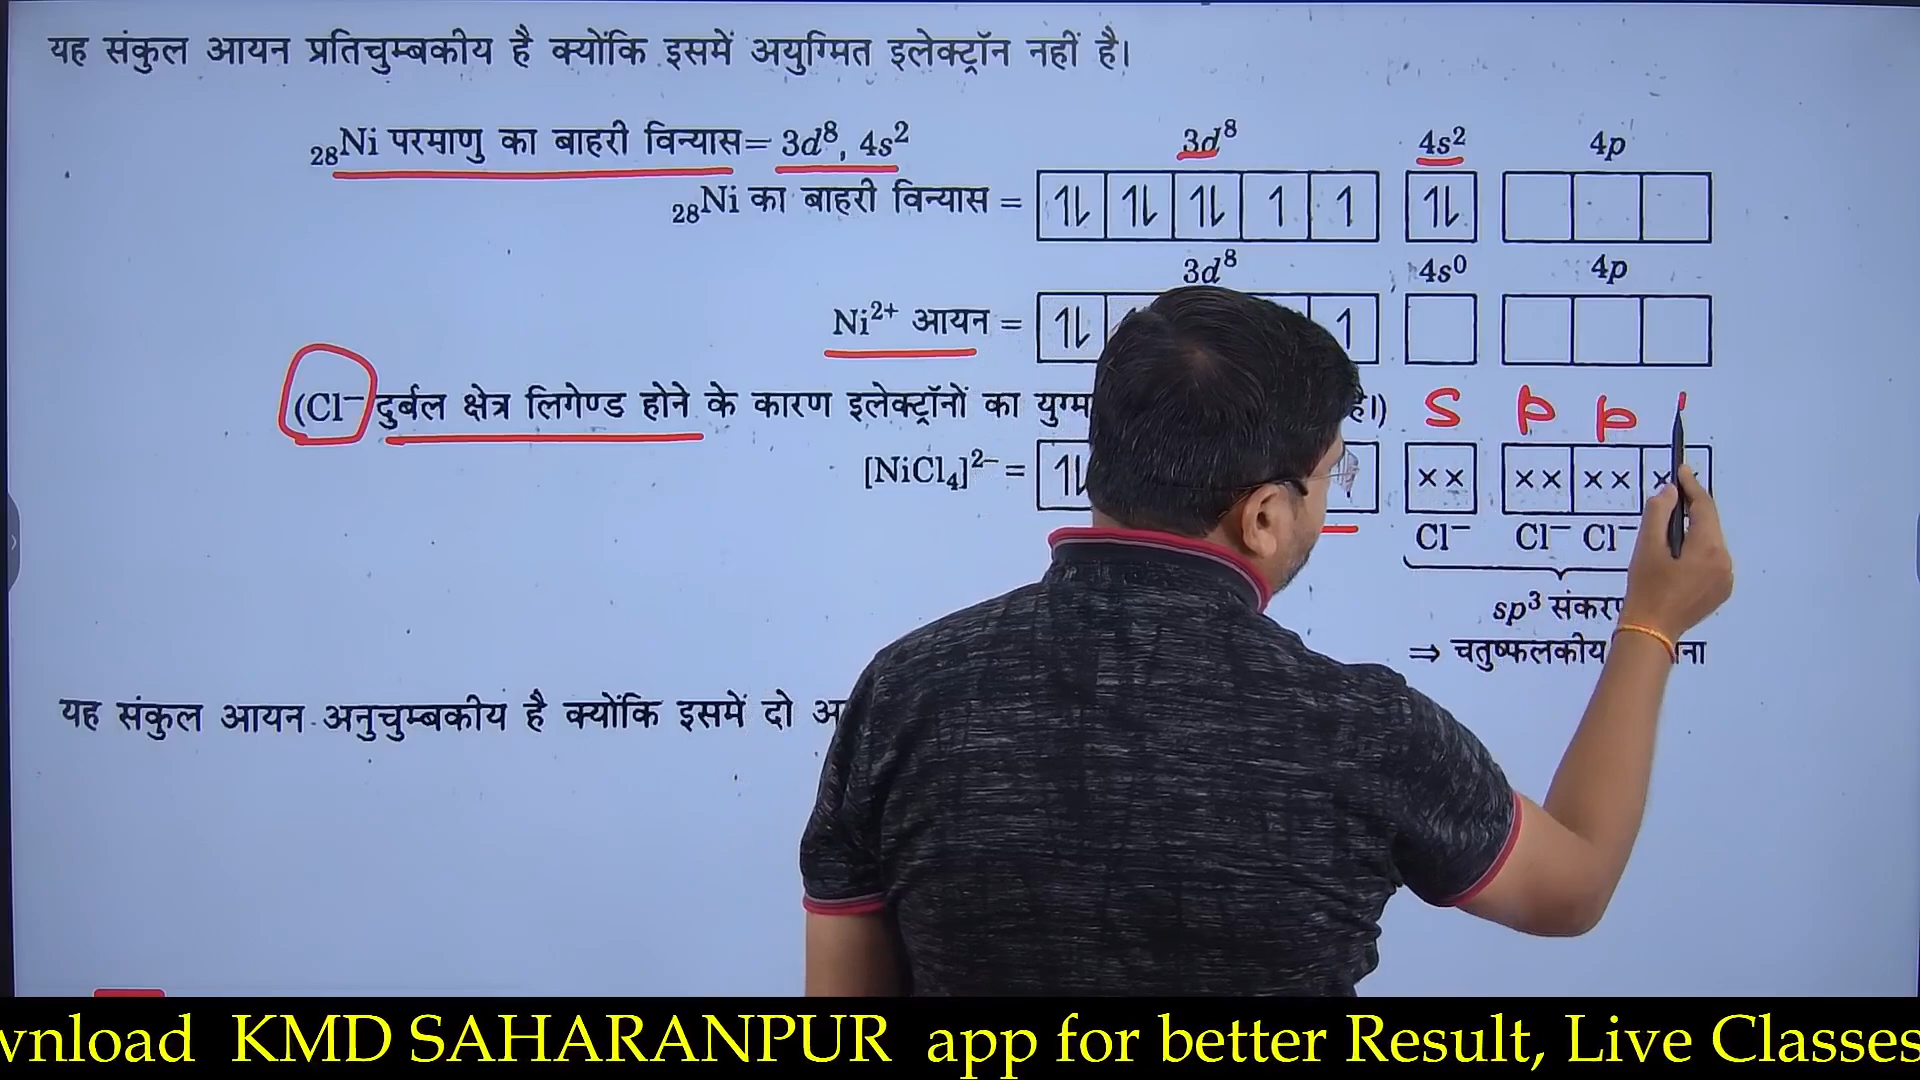 यह संकुल आयन प्रतिचुम्बकीय है क्योंकि इसमें अयुग्मित इलेक्ट्रॉन नहीं है।
₂₈Ni परमाणु का बाहरी विन्यास= 3d⁸, 4s² 3d⁸ 4s² 4p
₂₈Ni का बाहरी विन्यास = ↿⇂ ↿⇂ ↿⇂ ↿ ↿ ↿⇂
3d⁸ 4s⁰ 4p
Ni²⁺ आयन = ↿⇂ ↿
(Cl⁻ दुर्बल क्षेत्र लिगेण्ड होने के कारण इलेक्ट्रॉनों का है।) S p p
[NiCl₄]²⁻ = ↿⇂ ×× ×× ×× ×
Cl⁻ Cl⁻ Cl⁻
sp³
⇒ चतुष्फलकीय
यह संकुल आयन अनुचुम्बकीय है क्योंकि इसमें दो
wnload KMD SAHARANPUR app for better Result, Live Classes